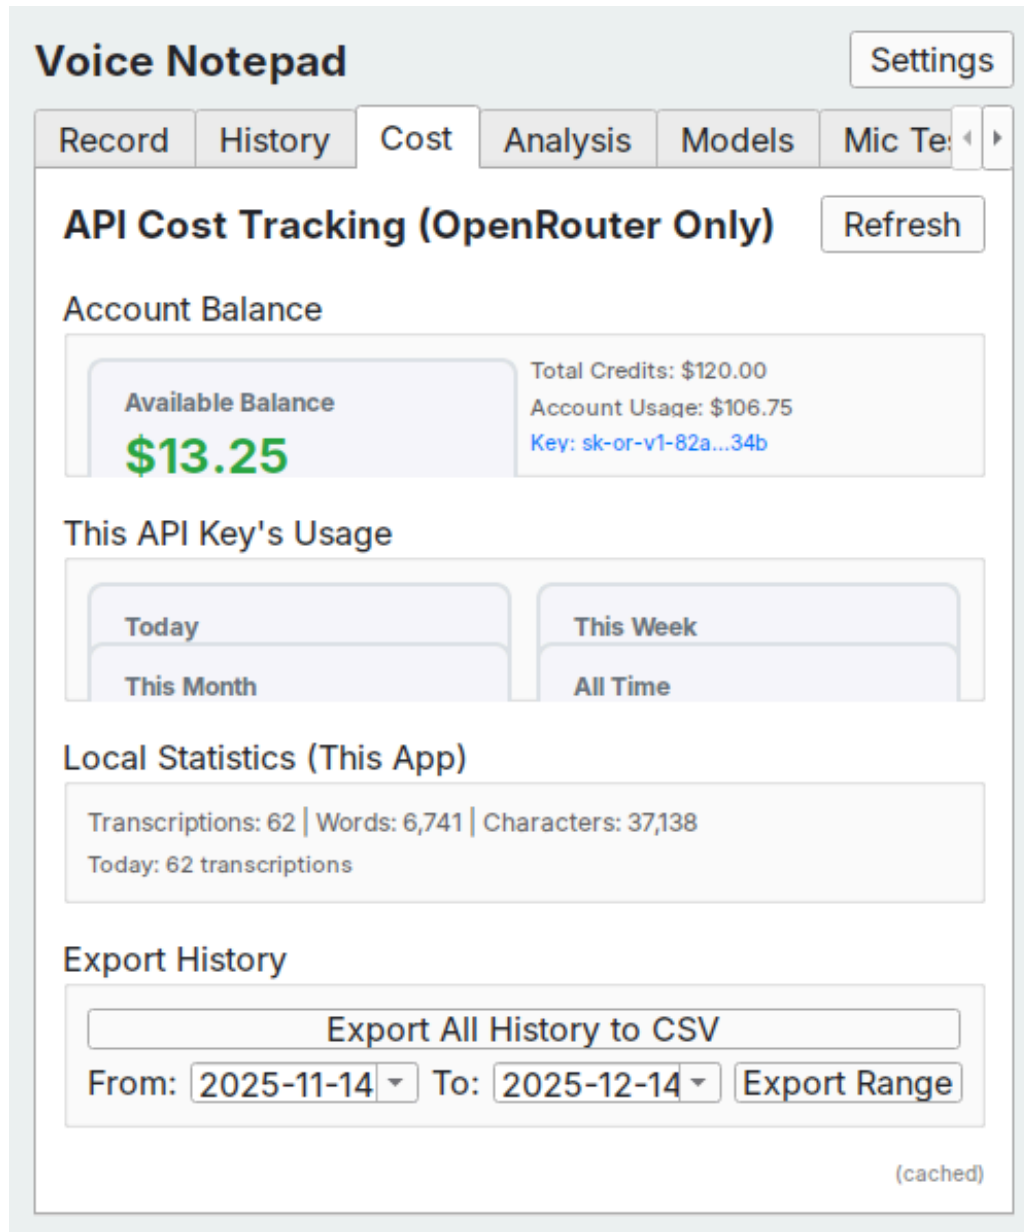 Voice Notepad
Settings
Record
History
Cost
Analysis
Models
Mic
API Cost Tracking (OpenRouter Only)
Refresh
Account Balance
Available Balance
$13.25
Total Credits: $120.00
Account Usage: $106.75
Key: sk-or-v1-82a...34b
This API Key's Usage
Today
This Week
This Month
All Time
Local Statistics (This App)
Transcriptions: 62 | Words: 6,741 | Characters: 37,138
Today: 62 transcriptions
Export History
Export All History to CSV
From: 2025-11-14 To: 2025-12-14 Export Range
(cached)